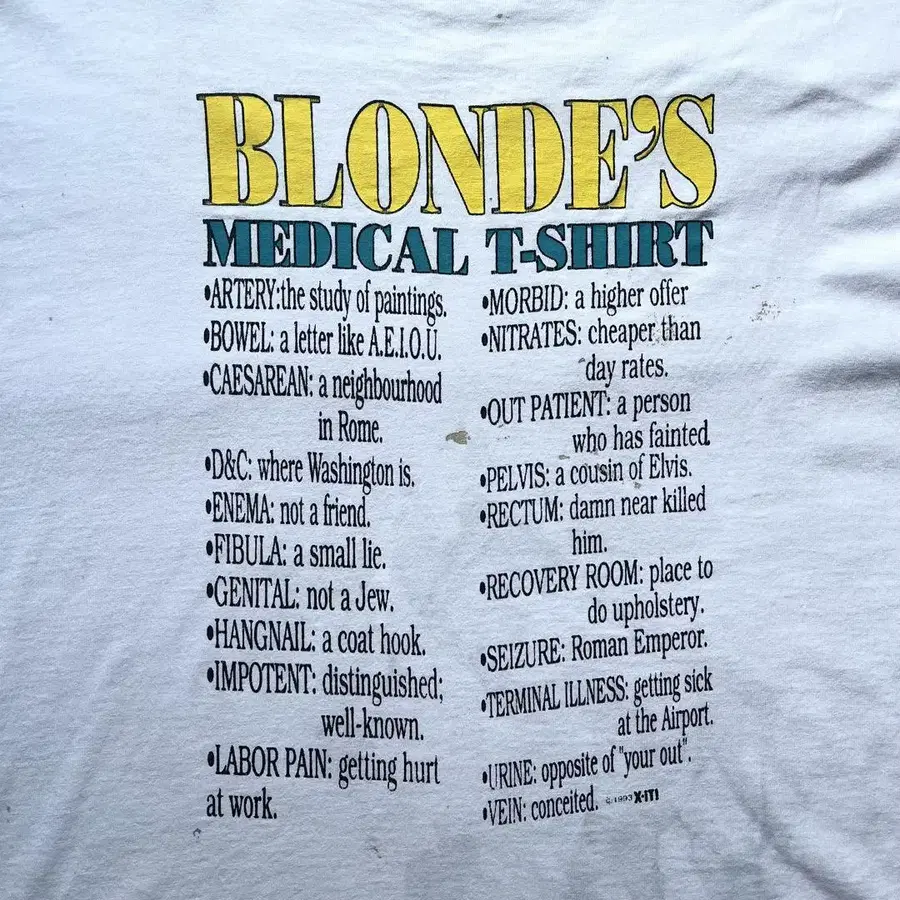 BLONDE'S
MEDICAL T-SHIRT
•ARTERY:the study of paintings.
•BOWEL: a letter like A.E.I.O.U.
•CAESAREAN: a neighbourhood
in Rome.
•D&C: where Washington is.
•ENEMA: not a friend.
•FIBULA: a small lie.
•GENITAL: not a Jew.
•HANGNAIL: a coat hook.
•IMPOTENT: distinguished;
well-known.
•LABOR PAIN: getting hurt
at work.
•MORBID: a higher offer
•NITRATES: cheaper than
day rates.
•OUT PATIENT: a person
who has fainted
•PELVIS: a cousin of Elvis.
•RECTUM: damn near killed
him.
•RECOVERY ROOM: place to
do upholstery.
•SEIZURE: Roman Emperor.
•TERMINAL ILLNESS: getting sick
at the Airport.
•URINE: opposite of "your out".
•VEIN: conceited. © 1993 X-IT!